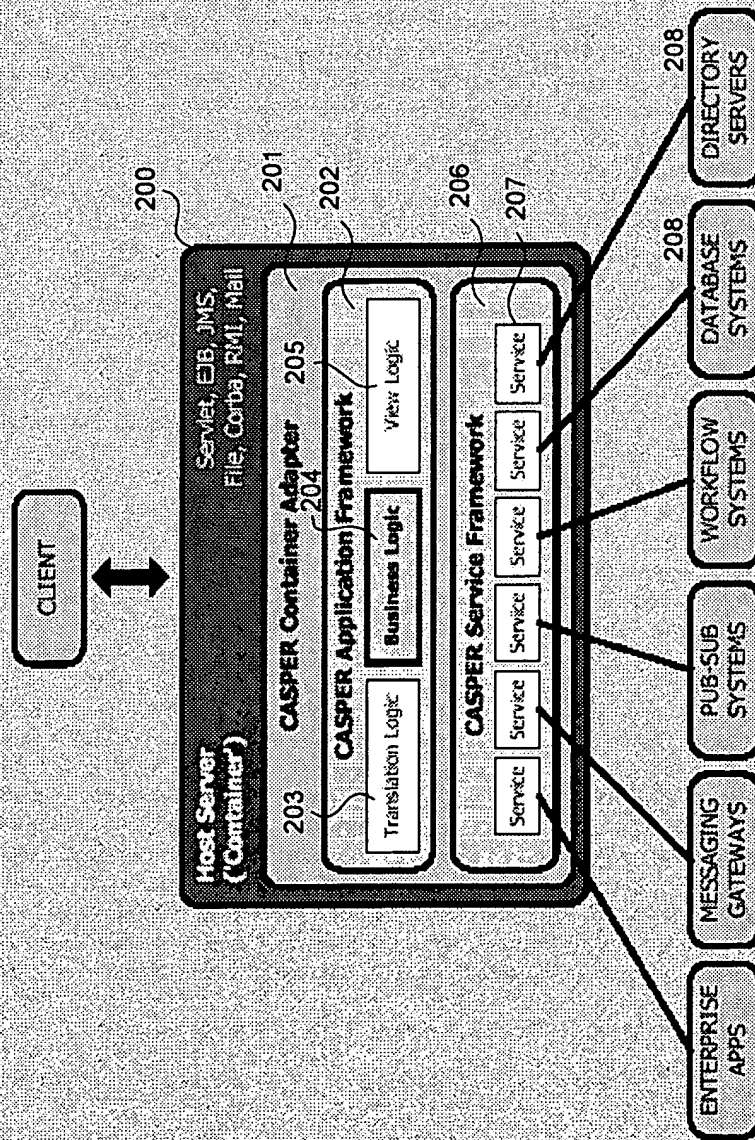 CLIENT
200
Host Server
('Container')
Servlet, EJB, JMS,
File, Corba, RMI, Mail
201
CASPER Container Adapter
204
202
CASPER Application Framework
203
205
Translation Logic
Business Logic
View Logic
206
CASPER Service Framework
207
Service
Service
Service
Service
Service
Service
208
208
ENTERPRISE
APPS
MESSAGING
GATEWAYS
PUB-SUB
SYSTEMS
WORKFLOW
SYSTEMS
DATABASE
SYSTEMS
DIRECTORY
SERVERS